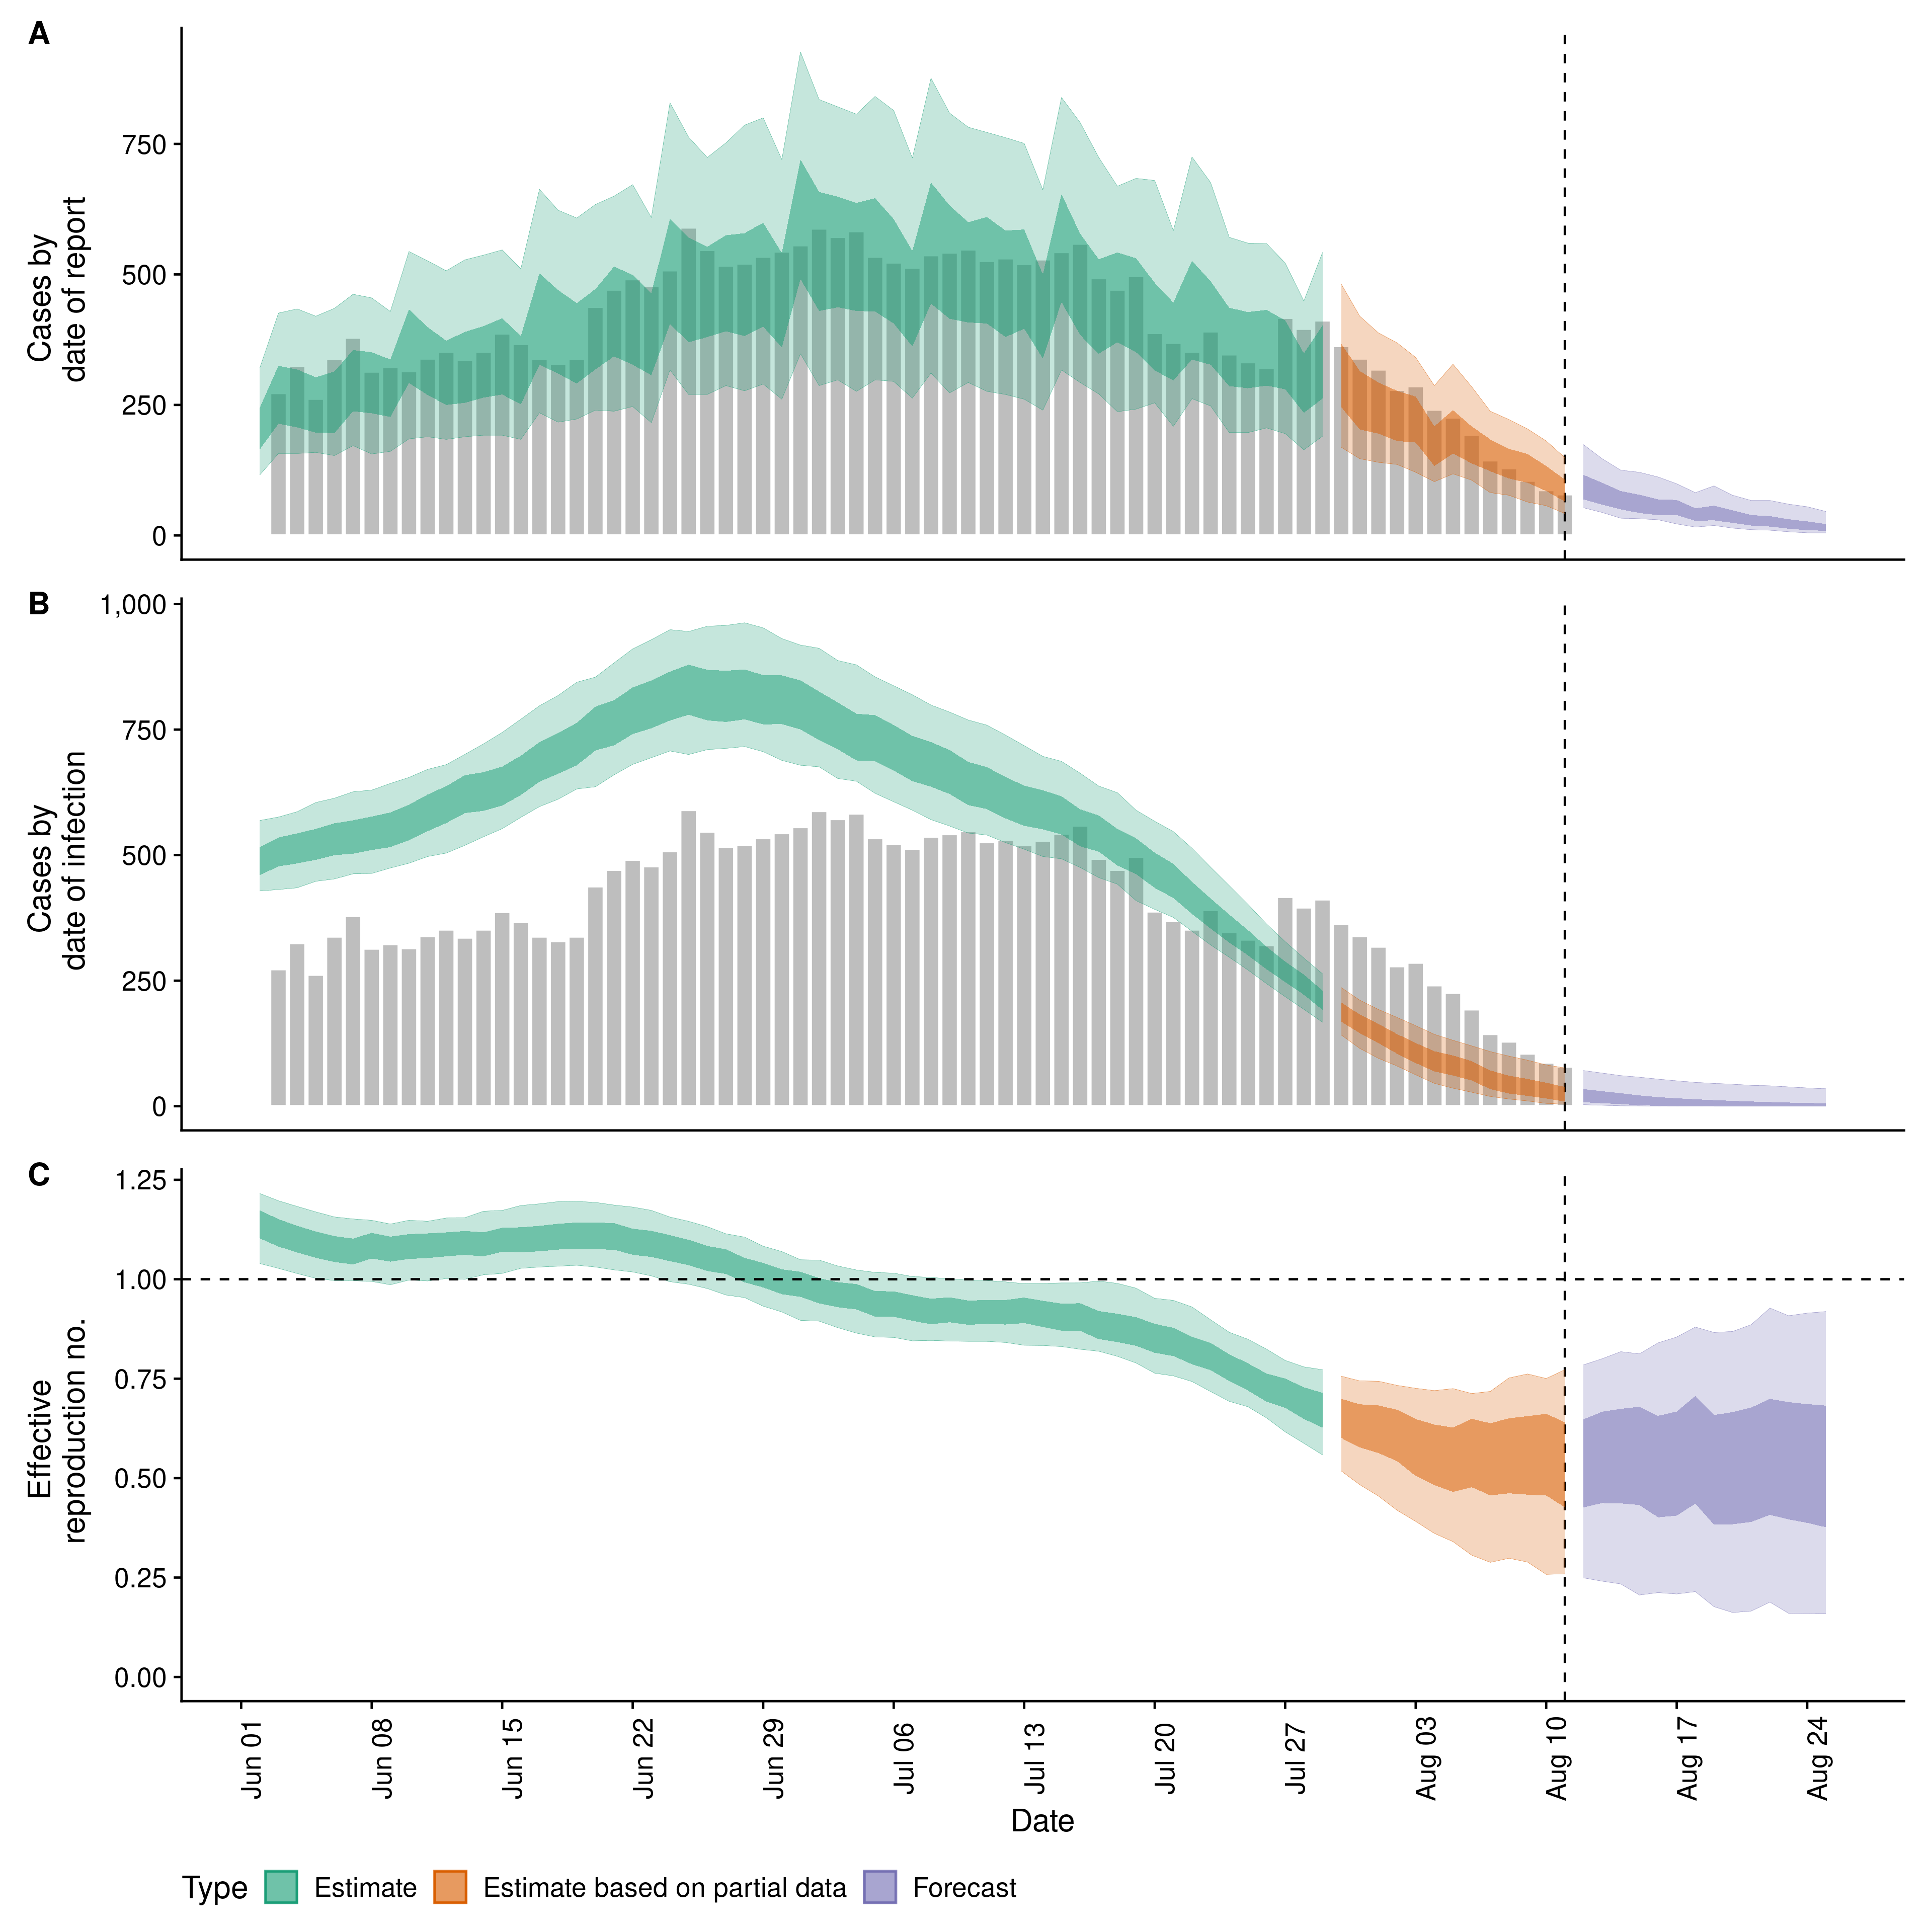 A
Cases by
date of report
750
500
250
0
B
Cases by
date of infection
1,000
750
500
250
0
C
Effective
reproduction no.
1.25
1.00
0.75
0.50
0.25
0.00
Jun 01
Jun 08
Jun 15
Jun 22
Jun 29
Jul 06
Jul 13
Jul 20
Jul 27
Aug 03
Aug 10
Aug 17
Aug 24
Date
Type Estimate Estimate based on partial data Forecast